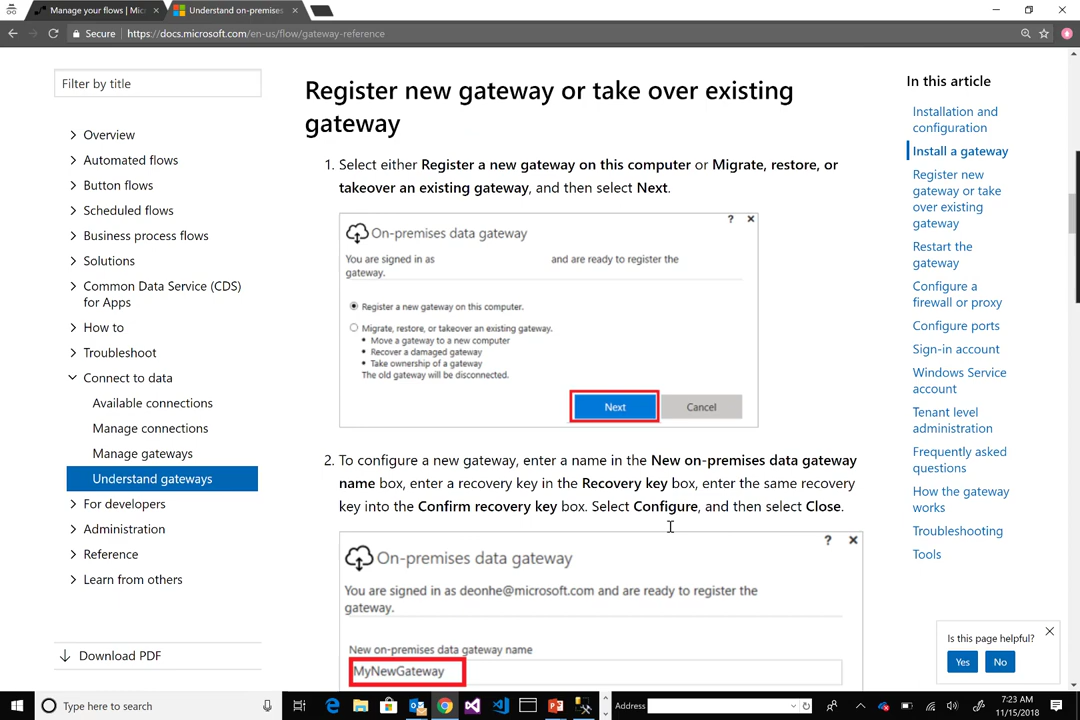 Manage your flows | Mic
Understand on-premises
Secure
https://docs.microsoft.com/en-us/flow/gateway-reference
Filter by title
Overview
Automated flows
Button flows
Scheduled flows
Business process flows
Solutions
Common Data Service (CDS)
for Apps
How to
Troubleshoot
Connect to data
Available connections
Manage connections
Manage gateways
Understand gateways
For developers
Administration
Reference
Learn from others
Download PDF
Register new gateway or take over existing
gateway
1. Select either Register a new gateway on this computer or Migrate, restore, or
takeover an existing gateway, and then select Next.
? ×
On-premises data gateway
You are signed in as and are ready to register the
gateway.
Register a new gateway on this computer.
Migrate, restore, or takeover an existing gateway.
• Move a gateway to a new computer
• Recover a damaged gateway
• Take ownership of a gateway
The old gateway will be disconnected.
Next Cancel
2. To configure a new gateway, enter a name in the New on-premises data gateway
name box, enter a recovery key in the Recovery key box, enter the same recovery
key into the Confirm recovery key box. Select Configure, and then select Close.
? ×
On-premises data gateway
You are signed in as deonhe@microsoft.com and are ready to register the
gateway.
New on-premises data gateway name
MyNewGateway
In this article
Installation and
configuration
Install a gateway
Register new
gateway or take
over existing
gateway
Restart the
gateway
Configure a
firewall or proxy
Configure ports
Sign-in account
Windows Service
account
Tenant level
administration
Frequently asked
questions
How the gateway
works
Troubleshooting
Tools
Is this page helpful?
Yes No
Type here to search
Address
7:23 AM
11/15/2018